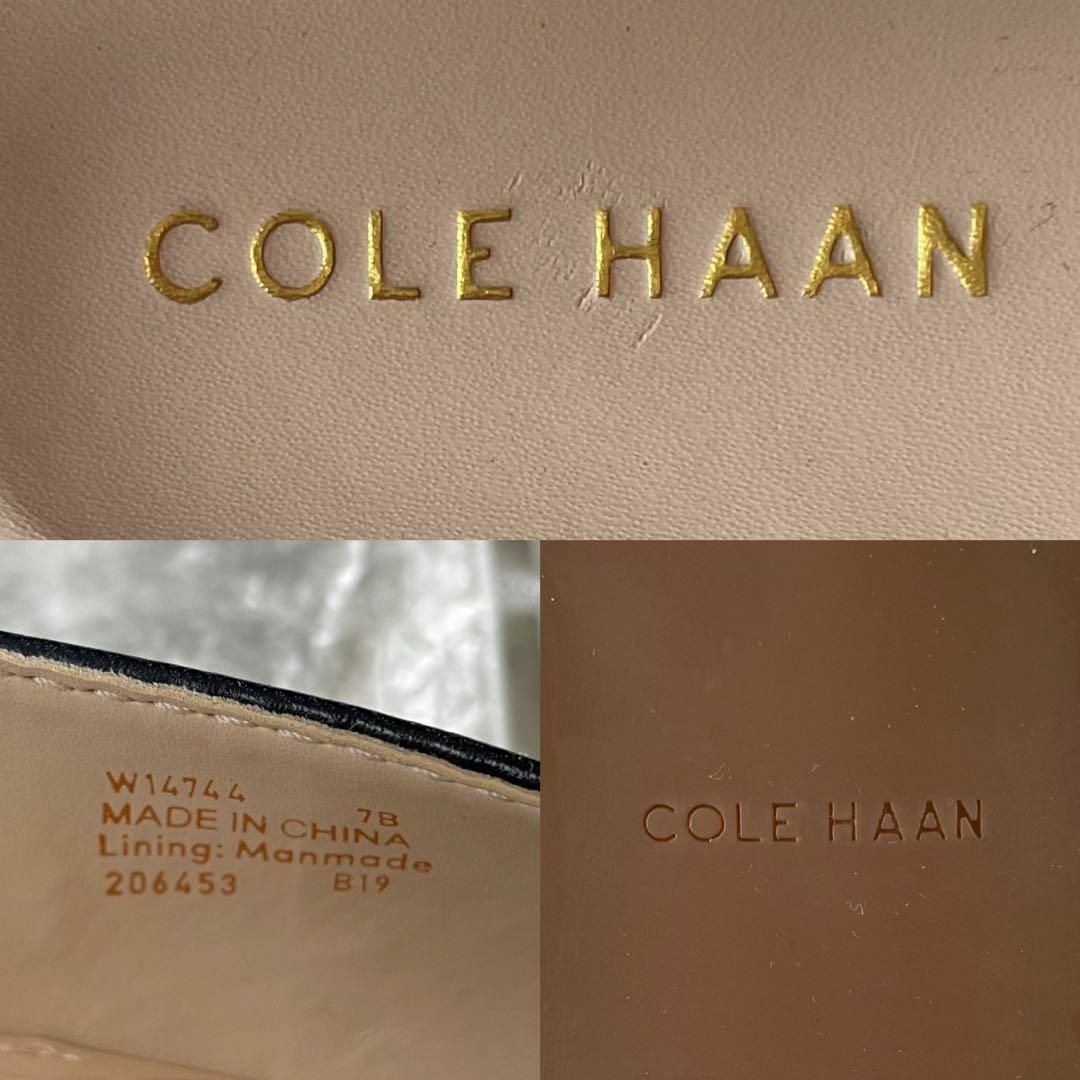 COLE HAAN
W14744 7B
MADE IN CHINA
Lining: Manmade
206453 B19
COLE HAAN